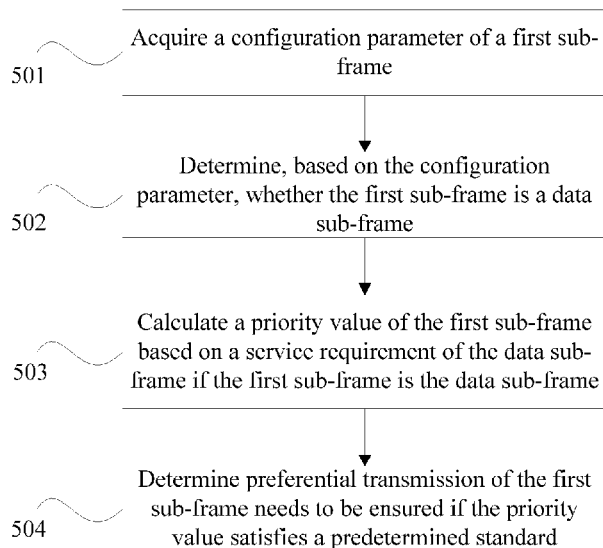 Acquire a configuration parameter of a first sub-
frame
501
Determine, based on the configuration
parameter, whether the first sub-frame is a data
sub-frame
502
Calculate a priority value of the first sub-frame
based on a service requirement of the data sub-
frame if the first sub-frame is the data sub-frame
503
Determine preferential transmission of the first
sub-frame needs to be ensured if the priority
value satisfies a predetermined standard
504